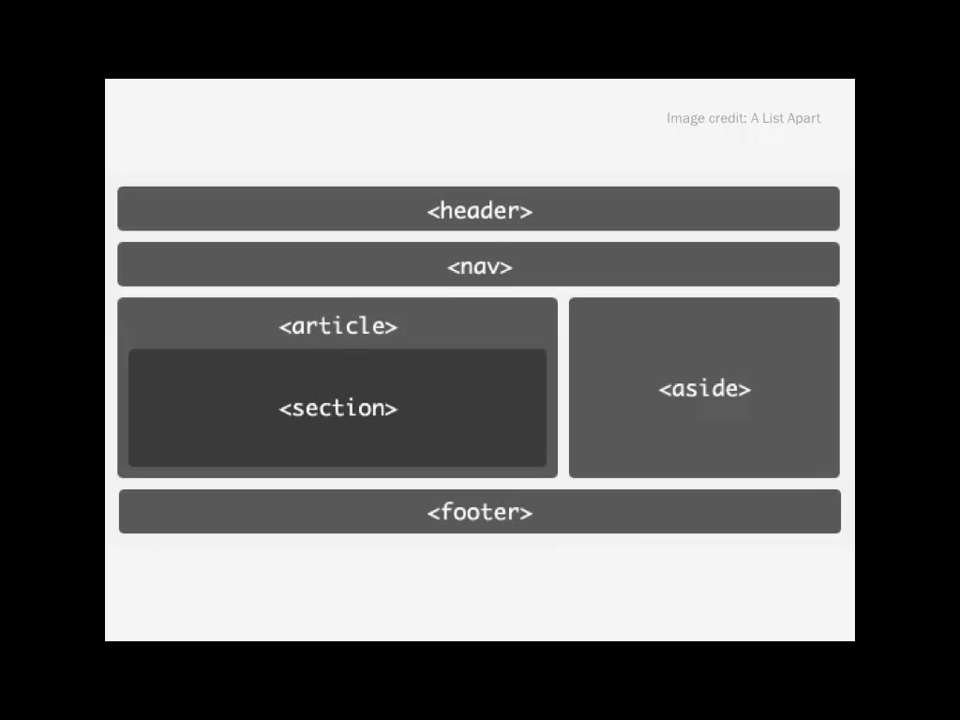 Image credit: A List Apart
<header>
<nav>
<article>
<section>
<aside>
<footer>